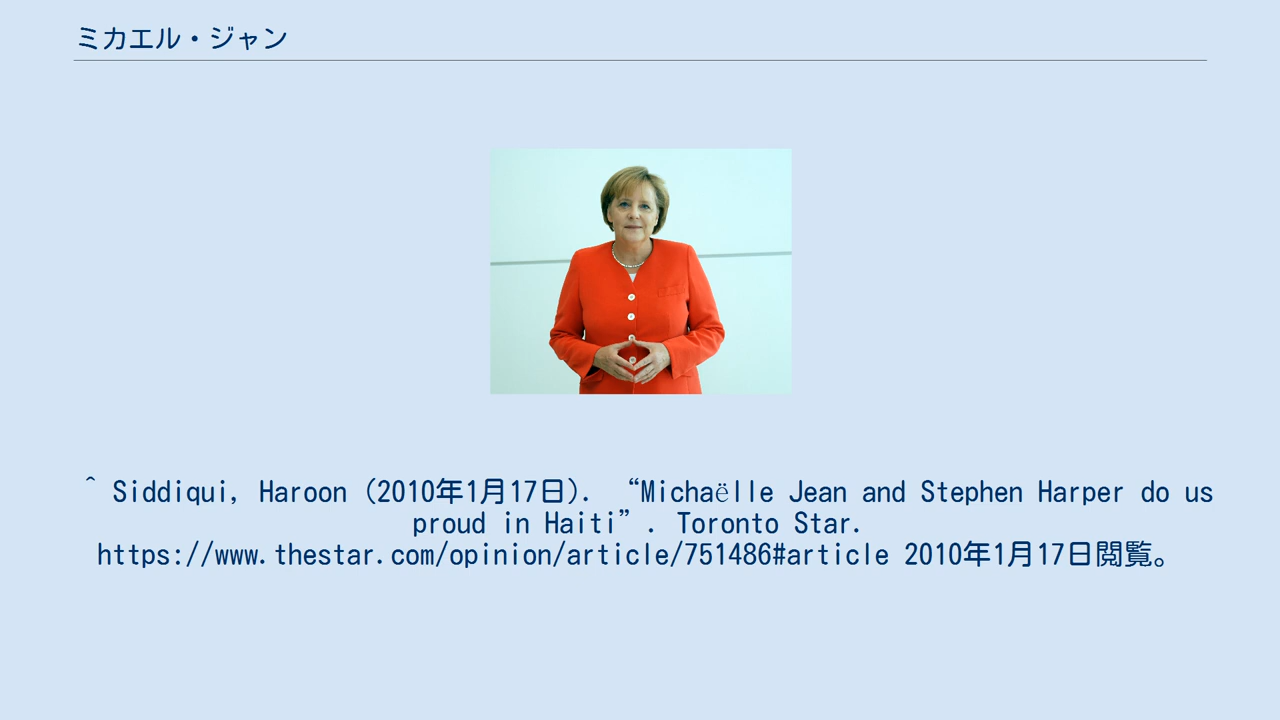 ミカエル・ジャン
^ Siddiqui, Haroon (2010年1月17日). “Michaëlle Jean and Stephen Harper do us
proud in Haiti”. Toronto Star.
https://www.thestar.com/opinion/article/751486#article 2010年1月17日閲覧。